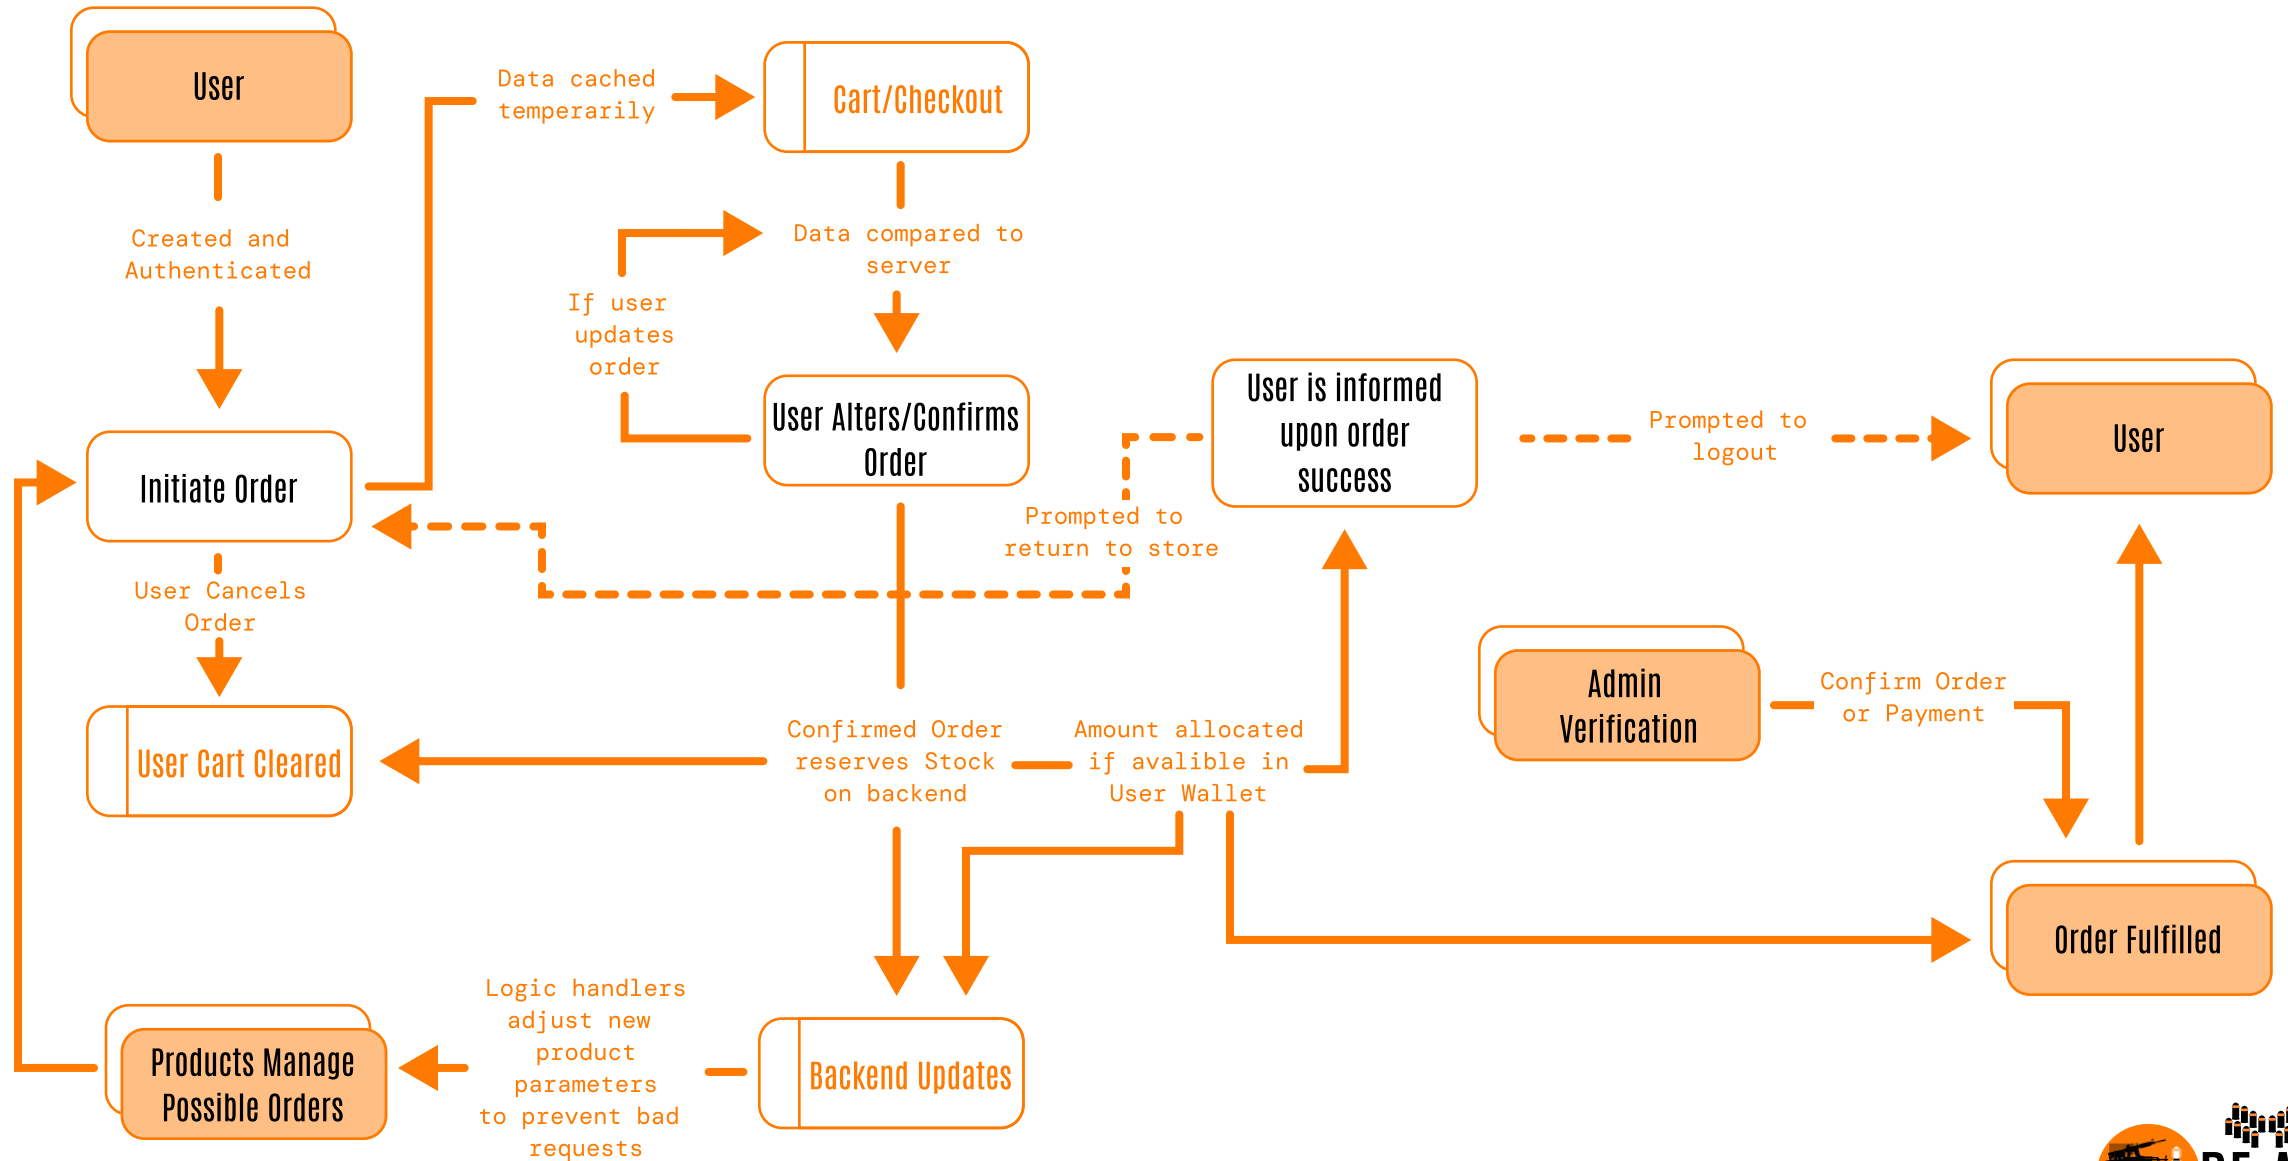 User
Created and
Authenticated
Initiate Order
User Cancels
Order
User Cart Cleared
Data cached
temperarily
Cart/Checkout
Data compared to
server
If user
updates
order
User Alters/Confirms
Order
User is informed
upon order
success
Prompted to
return to store
Prompted to
logout
User
Admin
Verification
Confirm Order
or Payment
Confirmed Order
reserves Stock
on backend
Amount allocated
if avalible in
User Wallet
Order Fulfilled
Products Manage
Possible Orders
Logic handlers
adjust new
product
parameters
to prevent bad
requests
Backend Updates